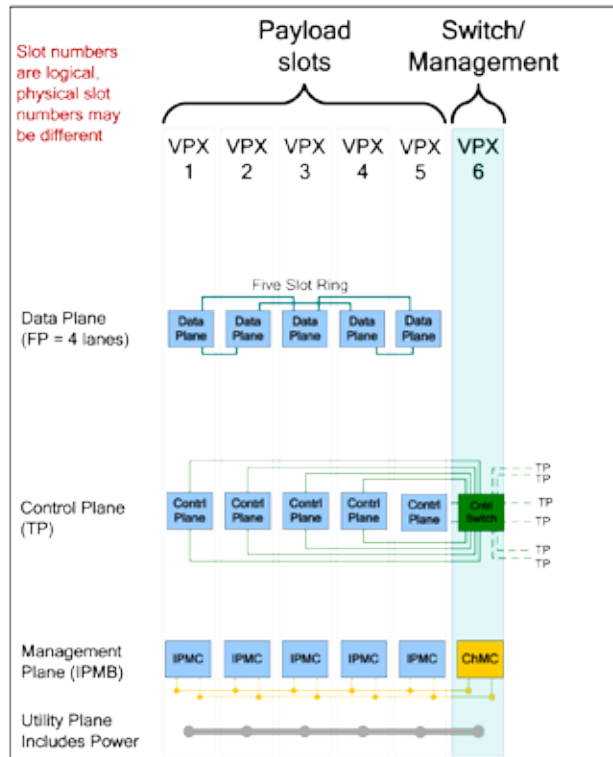 Payload
slots
Switch/
Management
Slot numbers
are logical,
physical slot
numbers may
be different
VPX
1
VPX
2
VPX
3
VPX
4
VPX
5
VPX
6
Five Slot Ring
Data Plane
(FP = 4 lanes)
Data
Plane
Data
Plane
Data
Plane
Data
Plane
Data
Plane
Control Plane
(TP)
Contrl
Plane
Contrl
Plane
Contrl
Plane
Contrl
Plane
Contrl
Plane
Cntrl
Switch
TP
TP
TP
TP
TP
TP
Management
Plane (IPMB)
IPMC
IPMC
IPMC
IPMC
IPMC
ChMC
Utility Plane
Includes Power